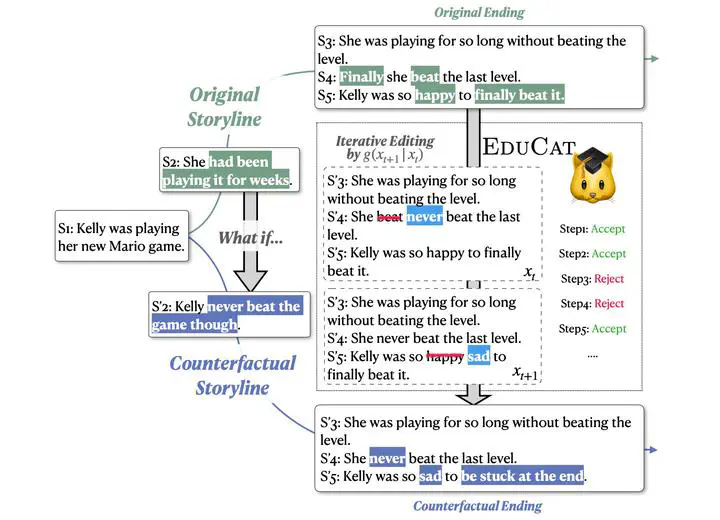 Original Ending
S3: She was playing for so long without beating the
level.
S4: Finally she beat the last level.
S5: Kelly was so happy to finally beat it.
Original
Storyline
S2: She had been
playing it for weeks.
S1: Kelly was playing
her new Mario game.
What if...
S'2: Kelly never beat the
game though.
Counterfactual
Storyline
Iterative Editing
by g(xt+1|xt)
EDUCAT
S'3: She was playing for so long
without beating the level.
S'4: She beat never beat the last
level.
S'5: Kelly was so happy to finally
beat it.
xt
S'3: She was playing for so long
without beating the level.
S'4: She never beat the last level.
S'5: Kelly was so happy sad to
finally beat it.
xt+1
Step1: Accept
Step2: Accept
Step3: Reject
Step4: Reject
Step5: Accept
....
S'3: She was playing for so long without beating the
level.
S'4: She never beat the last level.
S'5: Kelly was so sad to be stuck at the end.
Counterfactual Ending